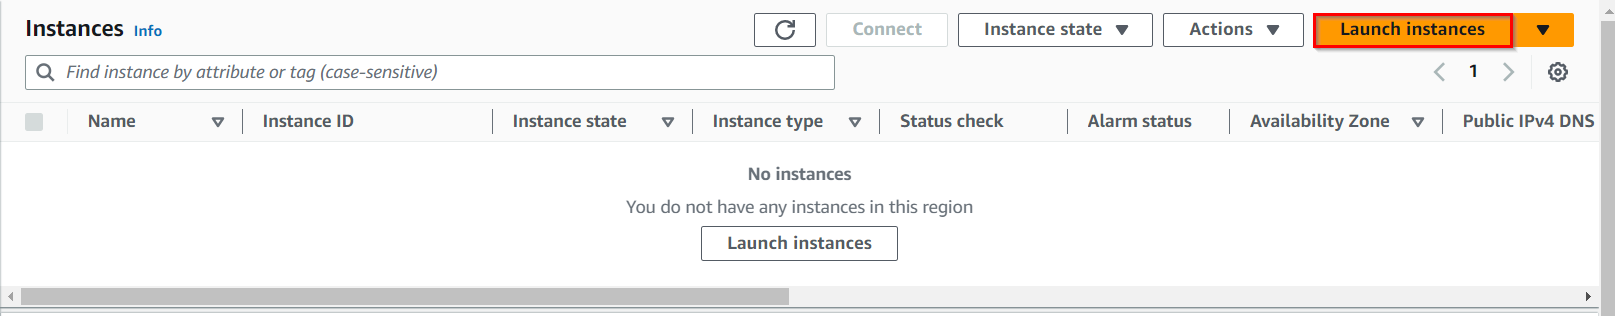 Instances Info Connect Instance state Actions Launch instances
Find instance by attribute or tag (case-sensitive) 1
Name Instance ID Instance state Instance type Status check Alarm status Availability Zone Public IPv4 DNS
No instances
You do not have any instances in this region
Launch instances